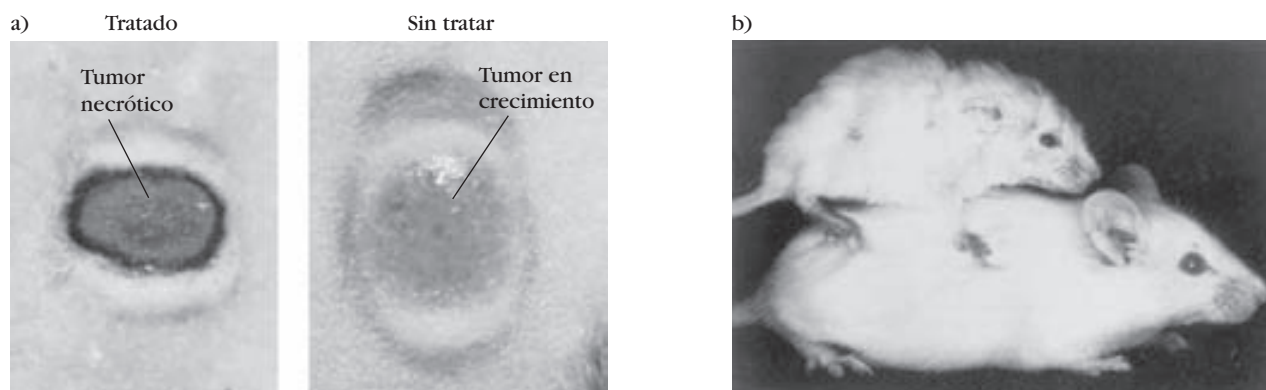 a)
Tratado
Sin tratar
b)
Tumor
necrótico
Tumor en
crecimiento